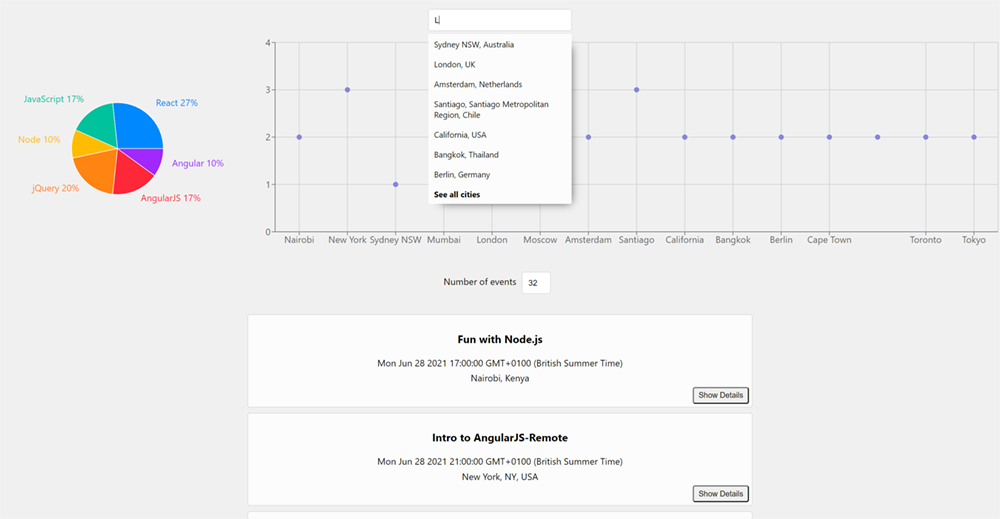 L
Sydney NSW, Australia
London, UK
Amsterdam, Netherlands
Santiago, Santiago Metropolitan
Region, Chile
California, USA
Bangkok, Thailand
Berlin, Germany
See all cities
JavaScript 17%
React 27%
Node 10%
Angular 10%
jQuery 20%
AngularJS 17%
4
3
2
1
0
Nairobi New York Sydney NSW Mumbai London Moscow Amsterdam Santiago California Bangkok Berlin Cape Town Toronto Tokyo
Number of events 32
Fun with Node.js
Mon Jun 28 2021 17:00:00 GMT+0100 (British Summer Time)
Nairobi, Kenya
Show Details
Intro to AngularJS-Remote
Mon Jun 28 2021 21:00:00 GMT+0100 (British Summer Time)
New York, NY, USA
Show Details